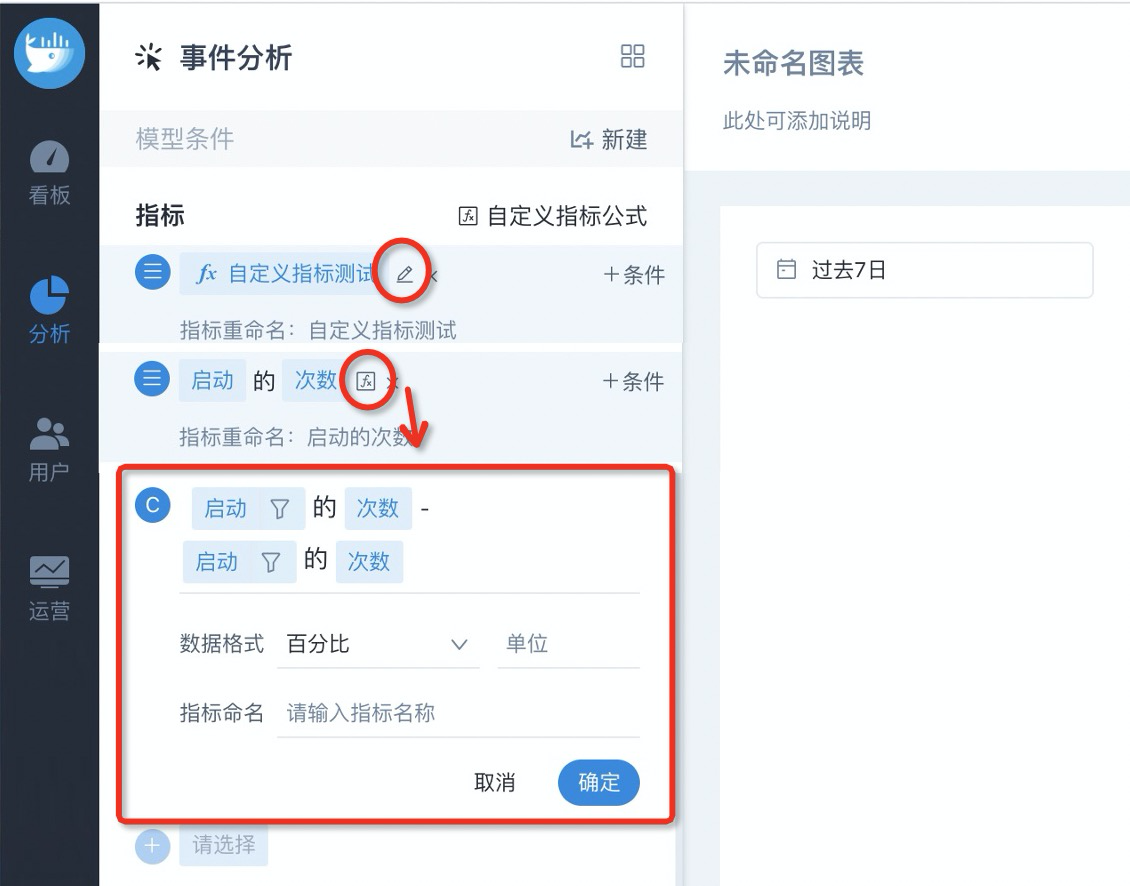 事件分析
模型条件
新建
指标
自定义指标公式
fx 自定义指标测试
+条件
指标重命名：自定义指标测试
启动 的 次数 fx ×
+条件
指标重命名：启动的次数
C 启动 的 次数 -
启动 的 次数
数据格式 百分比 单位
指标命名 请输入指标名称
取消 确定
+ 请选择
看板
分析
用户
运营
未命名图表
此处可添加说明
过去7日